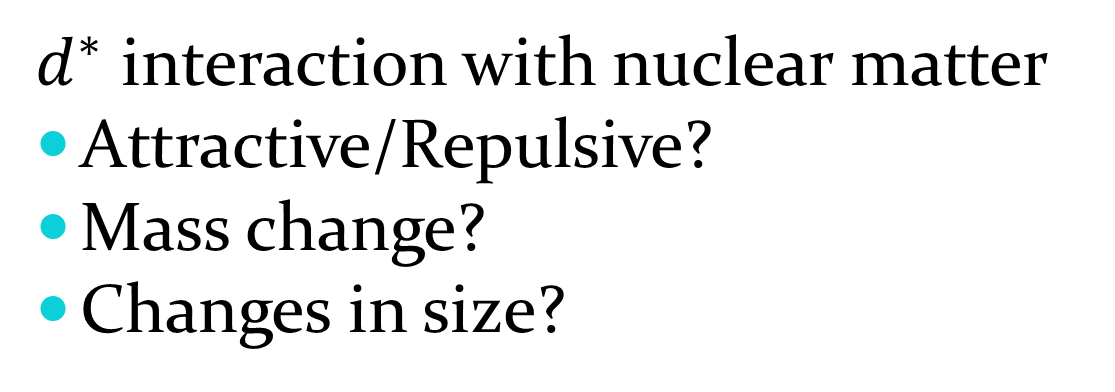 d* interaction with nuclear matter
• Attractive/Repulsive?
• Mass change?
• Changes in size?